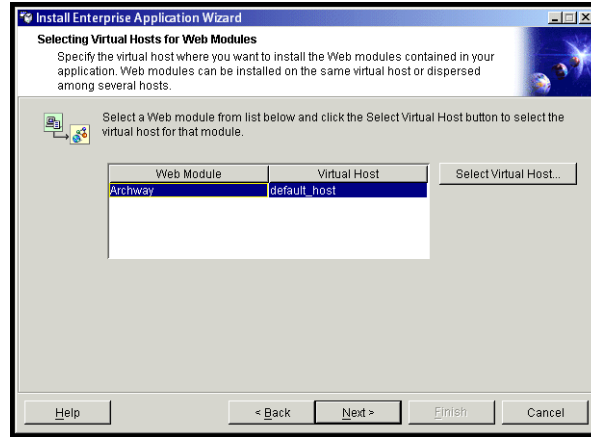 Install Enterprise Application Wizard
Selecting Virtual Hosts for Web Modules
Specify the virtual host where you want to install the Web modules contained in your
application. Web modules can be installed on the same virtual host or dispersed
among several hosts.
Select a Web module from list below and click the Select Virtual Host button to select the
virtual host for that module.
Web Module Virtual Host Select Virtual Host...
Archway default_host
Help < Back Next > Finish Cancel